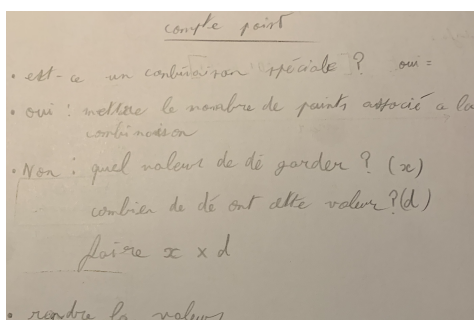 compte point
• est-ce un combinaison spéciale ? oui =
• oui : mettre le nombre de points associé a la
combinaison
• Non : quel valeurs de dé garder ? (x)
combien de dé ont cette valeur ? (d)
faire x x d
• rendre la valeur